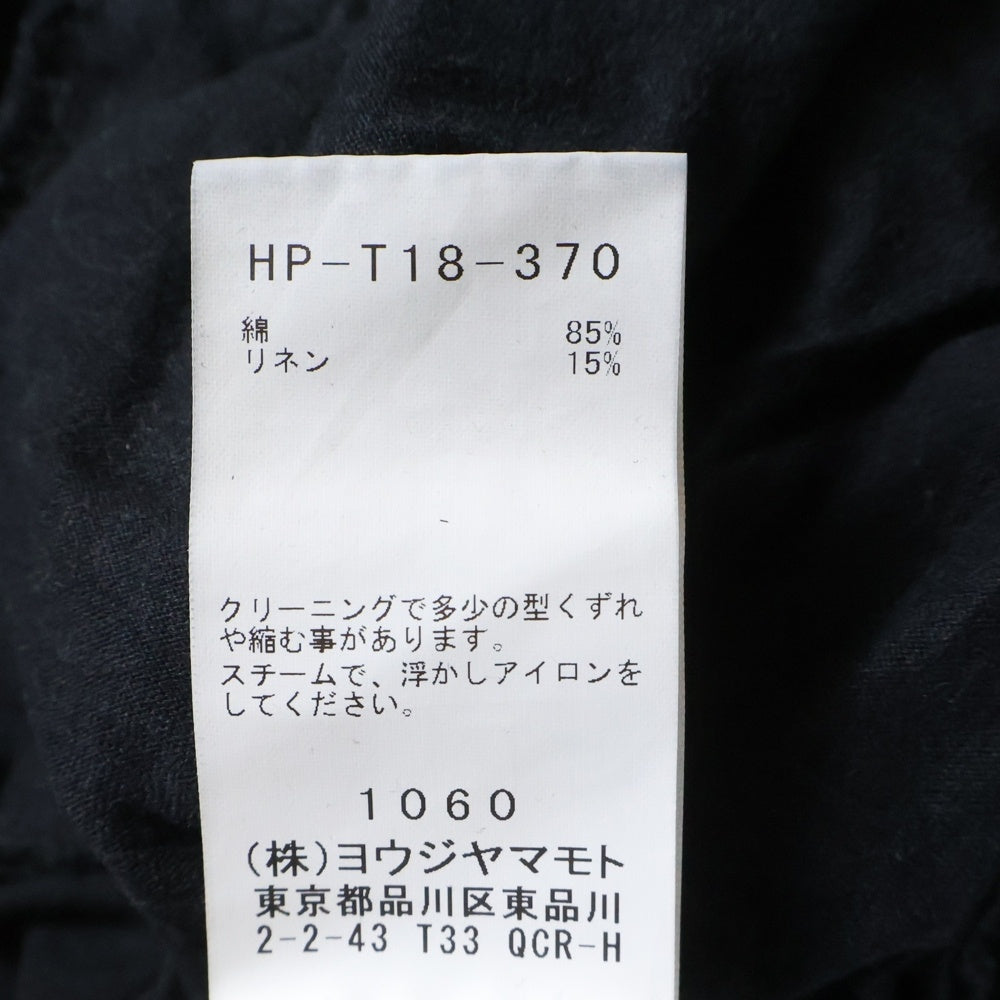 HP-T18-370
綿 85%
リネン 15%
クリーニングで多少の型くずれ
や縮む事があります。
スチームで、浮かしアイロンを
してください。
1060
(株)ヨウジヤマモト
東京都品川区東品川
2-2-43 T33 QCR-H